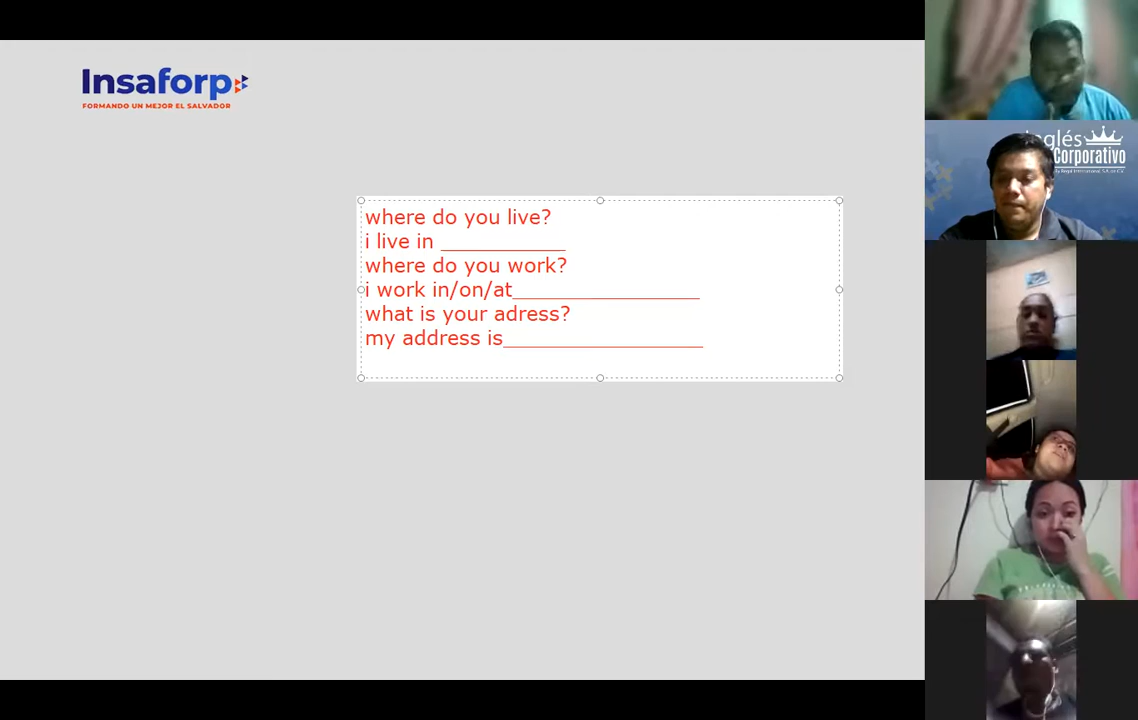 Insaforp
FORMANDO UN MEJOR EL SALVADOR
where do you live?
i live in ___________
where do you work?
i work in/on/at_________________
what is your adress?
my address is__________________
Inglés
Corporativo